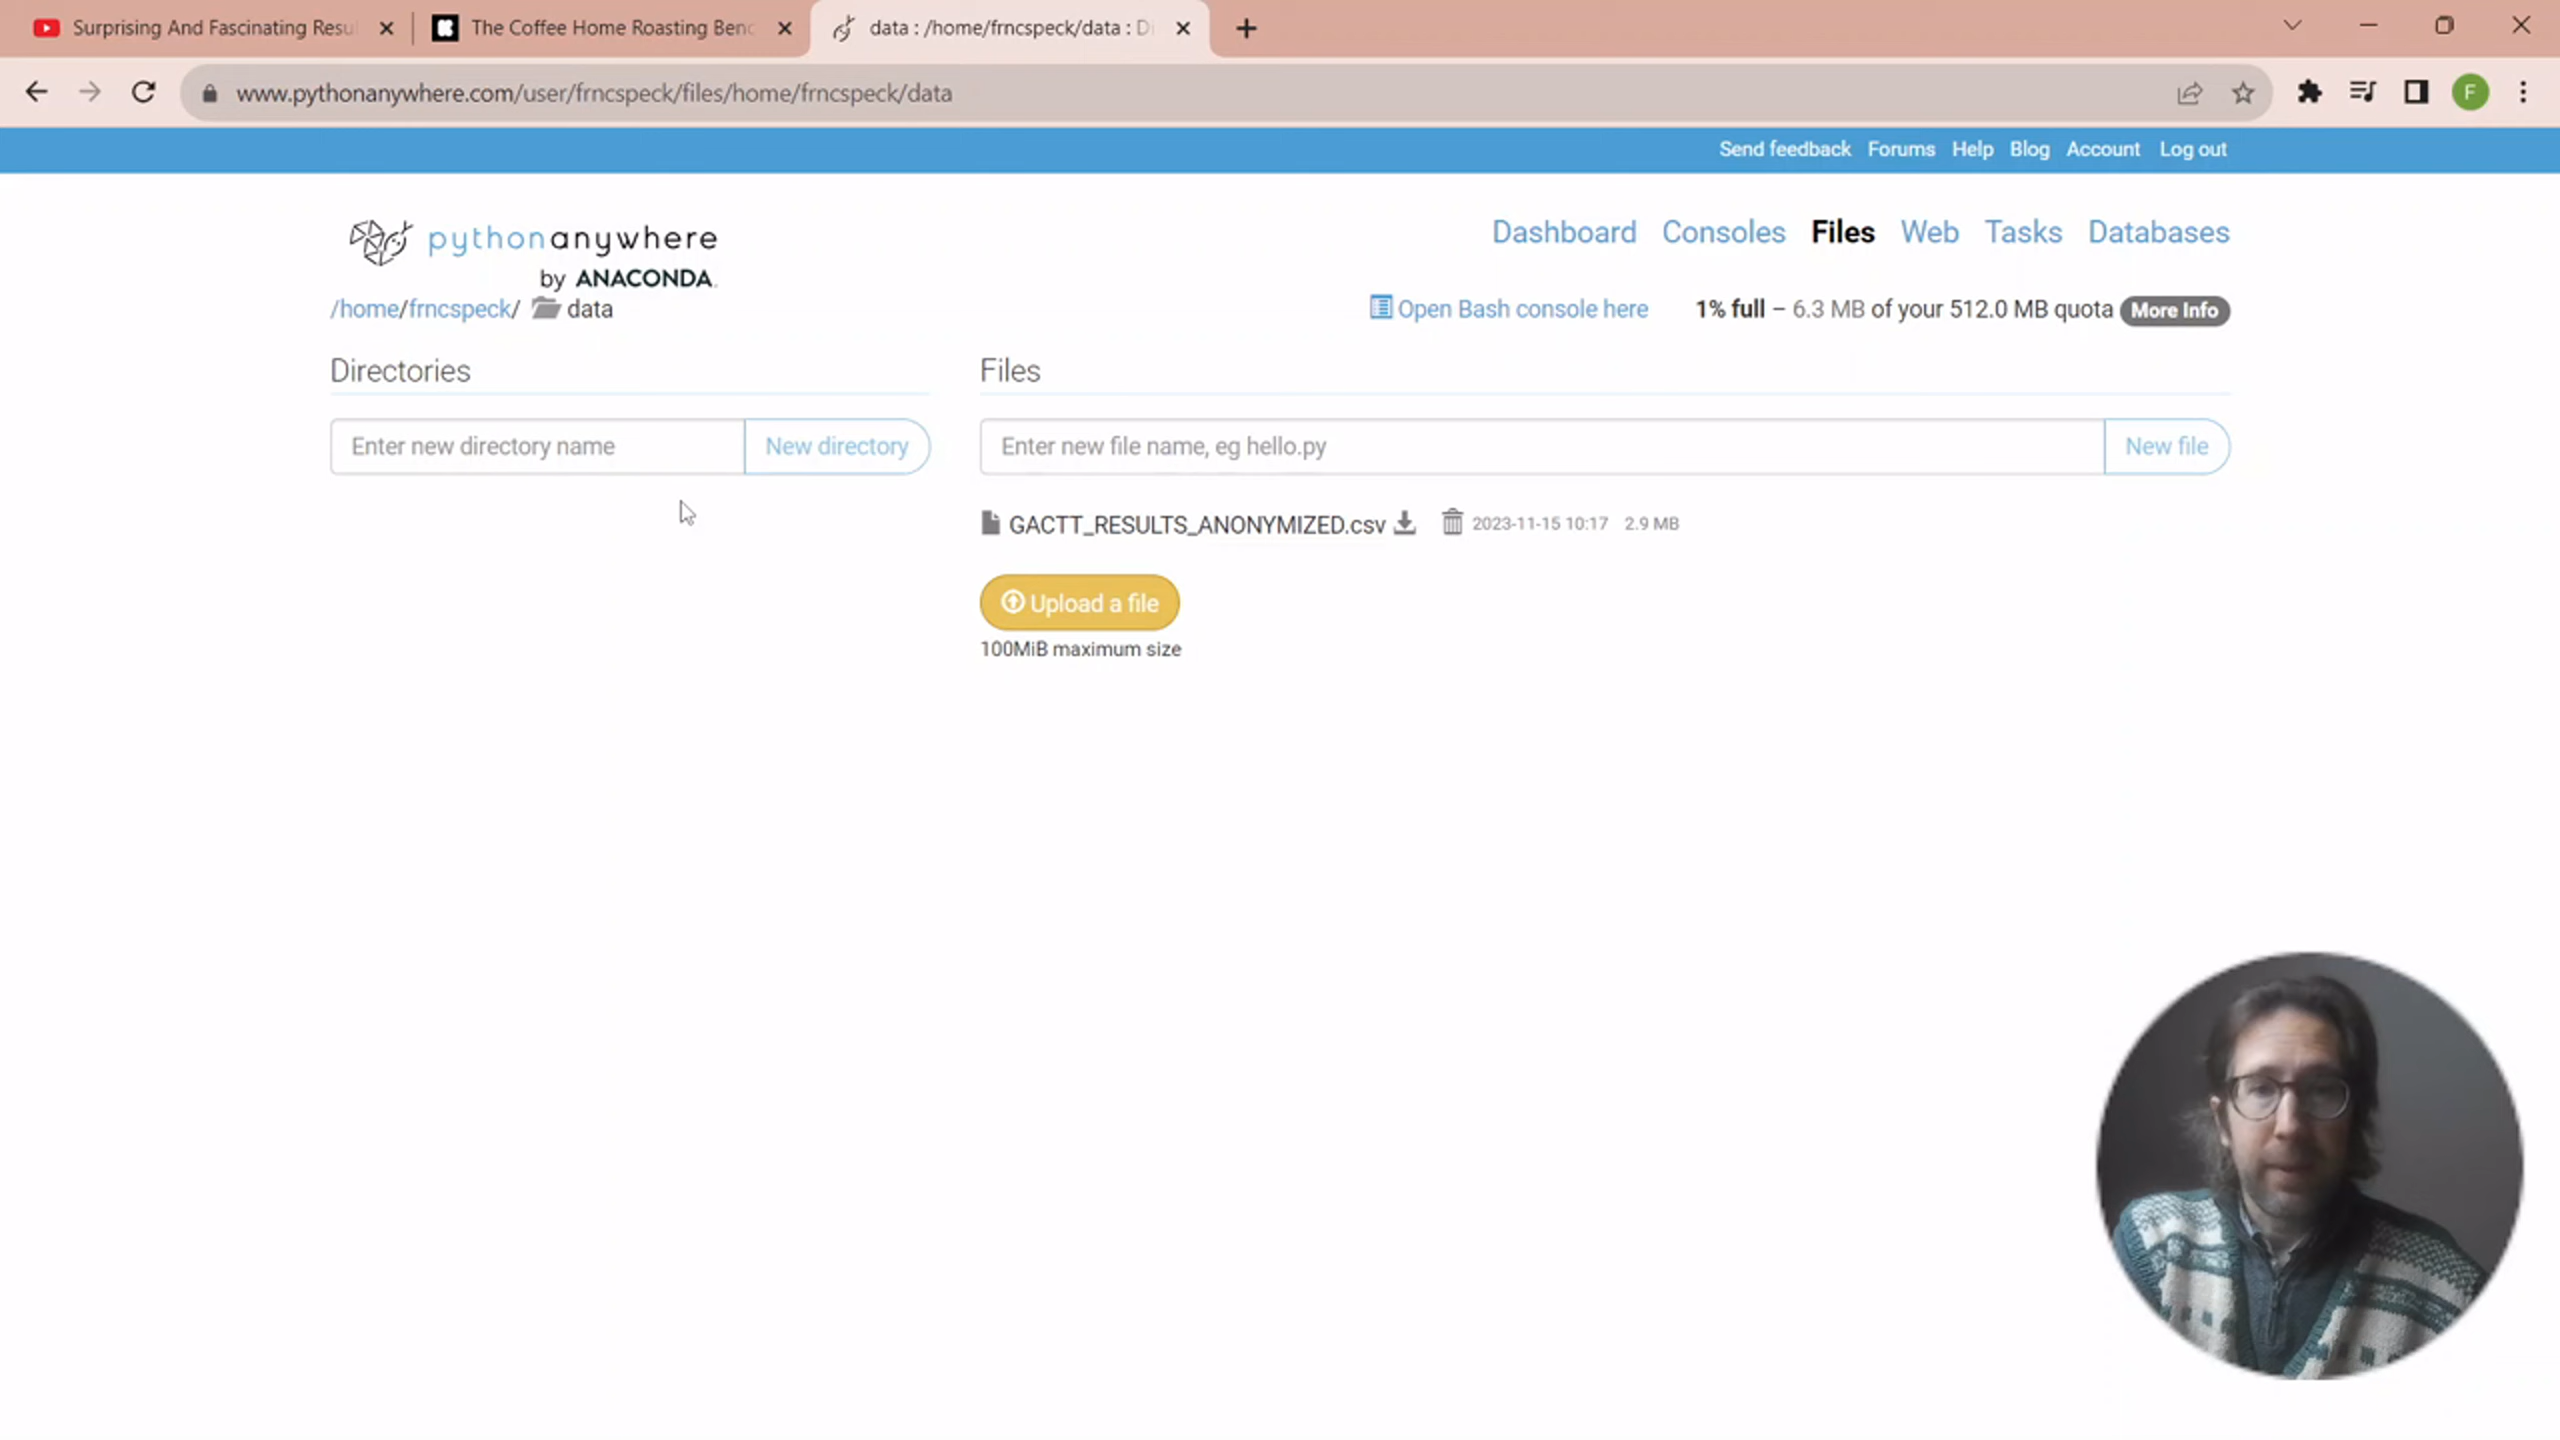 Surprising And Fascinating Resu
The Coffee Home Roasting Benc
data : /home/frncspeck/data : Di
www.pythonanywhere.com/user/frncspeck/files/home/frncspeck/data
F
Send feedback Forums Help Blog Account Log out
pythonanywhere
by ANACONDA.
Dashboard Consoles Files Web Tasks Databases
/home/frncspeck/ data
Open Bash console here
1% full – 6.3 MB of your 512.0 MB quota More Info
Directories
Files
Enter new directory name New directory
Enter new file name, eg hello.py New file
GACTT_RESULTS_ANONYMIZED.csv 2023-11-15 10:17 2.9 MB
Upload a file
100MiB maximum size